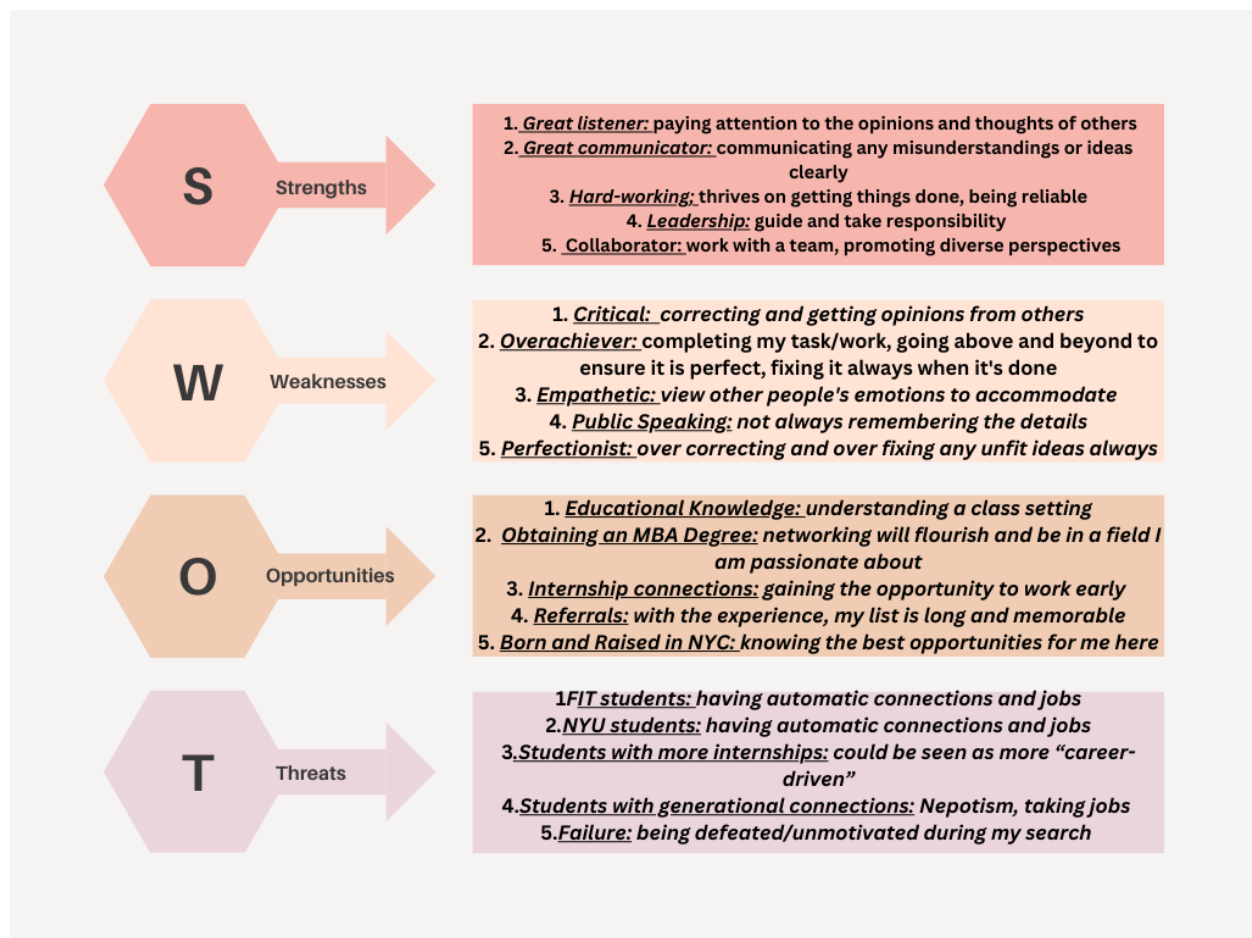 S
Strengths
1. Great listener: paying attention to the opinions and thoughts of others
2. Great communicator: communicating any misunderstandings or ideas
clearly
3. Hard-working; thrives on getting things done, being reliable
4. Leadership: guide and take responsibility
5. Collaborator: work with a team, promoting diverse perspectives
W
Weaknesses
1. Critical: correcting and getting opinions from others
2. Overachiever: completing my task/work, going above and beyond to
ensure it is perfect, fixing it always when it's done
3. Empathetic: view other people's emotions to accommodate
4. Public Speaking: not always remembering the details
5. Perfectionist: over correcting and over fixing any unfit ideas always
O
Opportunities
1. Educational Knowledge: understanding a class setting
2. Obtaining an MBA Degree: networking will flourish and be in a field I
am passionate about
3. Internship connections: gaining the opportunity to work early
4. Referrals: with the experience, my list is long and memorable
5. Born and Raised in NYC: knowing the best opportunities for me here
T
Threats
1FIT students: having automatic connections and jobs
2.NYU students: having automatic connections and jobs
3.Students with more internships: could be seen as more “career-
driven”
4.Students with generational connections: Nepotism, taking jobs
5.Failure: being defeated/unmotivated during my search